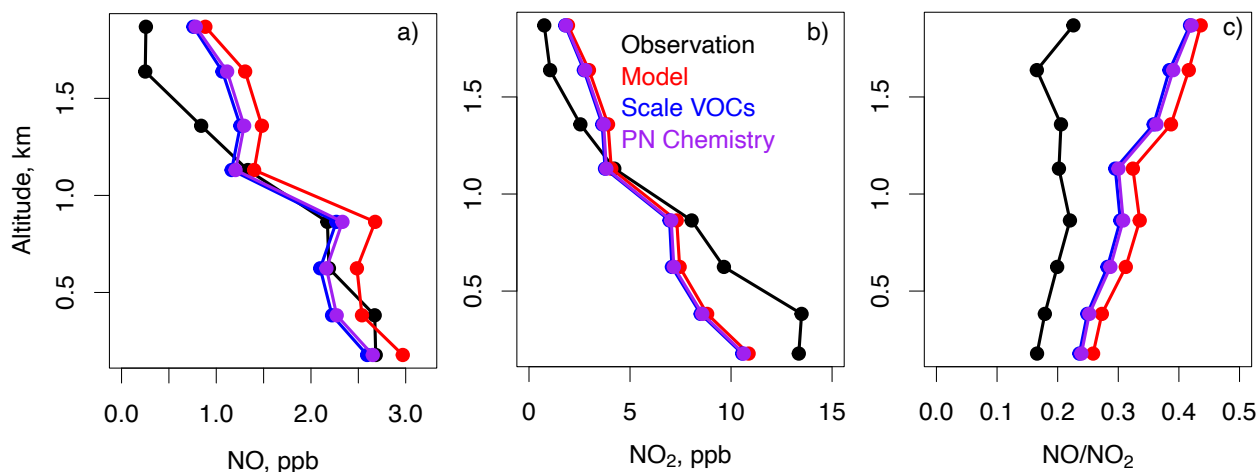 a)
b)
c)
Observation
Model
Scale VOCs
PN Chemistry
Altitude, km
1.5
1.0
0.5
1.5
1.0
0.5
1.5
1.0
0.5
0.0 1.0 2.0 3.0
0 5 10 15
0.0 0.1 0.2 0.3 0.4 0.5
NO, ppb
NO₂, ppb
NO/NO₂